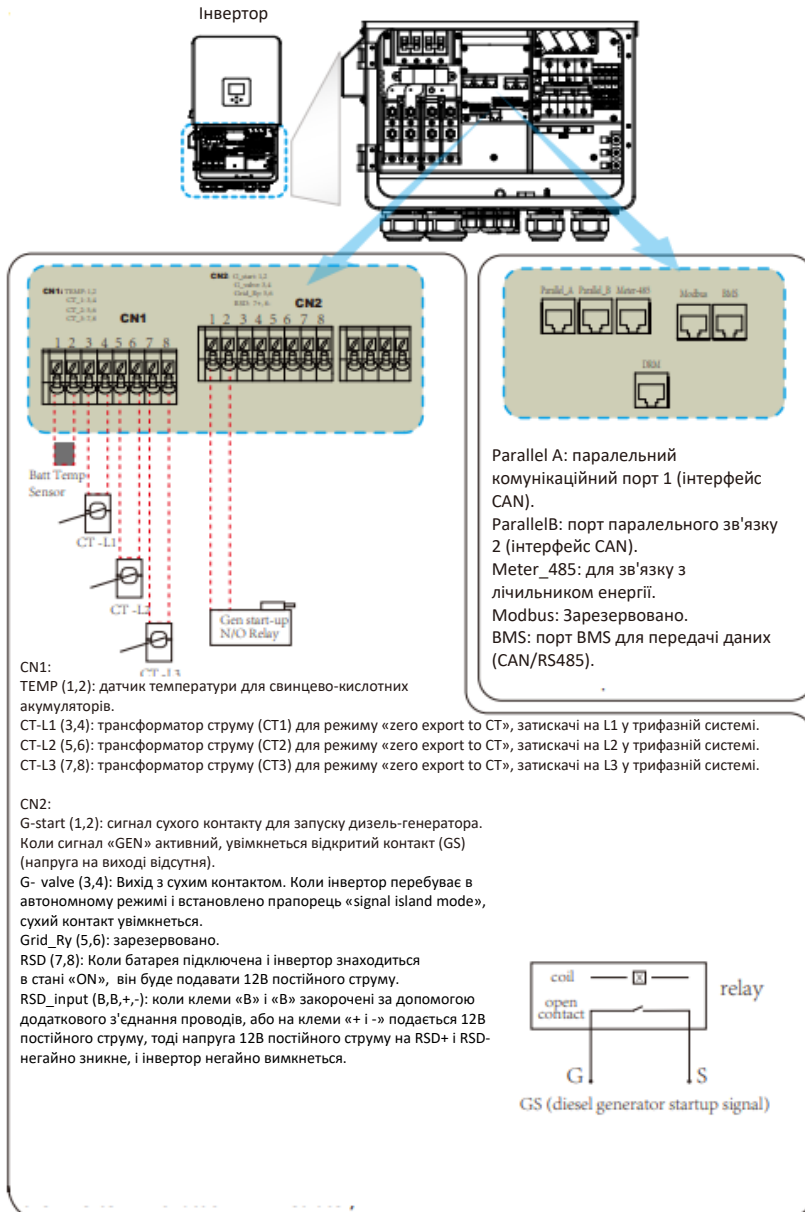 Інвертор
CN1: TEMP: 1,2
CT_1: 3,4
CT_2: 5,6
CT_3: 7,8
CN1
1 2 3 4 5 6 7 8
CN2: G_start: 1,2
G_valve: 3,4
Grid_Ry: 5,6
RSD: 7+, 8-
CN2
1 2 3 4 5 6 7 8
Batt Temp
Sensor
CT -L1
CT -L2
CT -L3
Gen start-up
N/O Relay
Parallel_A Parallel_B Meter-485
Modbus BMS
DRM
Parallel A: паралельний
комунікаційний порт 1 (інтерфейс
CAN).
ParallelB: порт паралельного зв'язку
2 (інтерфейс CAN).
Meter_485: для зв'язку з
лічильником енергії.
Modbus: Зарезервовано.
BMS: порт BMS для передачі даних
(CAN/RS485).
CN1:
TEMP (1,2): датчик температури для свинцево-кислотних
акумуляторів.
CT-L1 (3,4): трансформатор струму (CT1) для режиму «zero export to CT», затискачі на L1 у трифазній системі.
CT-L2 (5,6): трансформатор струму (CT2) для режиму «zero export to CT», затискачі на L2 у трифазній системі.
CT-L3 (7,8): трансформатор струму (CT3) для режиму «zero export to CT», затискачі на L3 у трифазній системі.
CN2:
G-start (1,2): сигнал сухого контакту для запуску дизель-генератора.
Коли сигнал «GEN» активний, увімкнеться відкритий контакт (GS)
(напруга на виході відсутня).
G- valve (3,4): Вихід з сухим контактом. Коли інвертор перебуває в
автономному режимі і встановлено прапорець «signal island mode»,
сухий контакт увімкнеться.
Grid_Ry (5,6): зарезервовано.
RSD (7,8): Коли батарея підключена і інвертор знаходиться
в стані «ON», він буде подавати 12В постійного струму.
RSD_input (B,B,+,-): коли клеми «B» і «B» закорочені за допомогою
додаткового з'єднання проводів, або на клеми «+ і -» подається 12В
постійного струму, тоді напруга 12В постійного струму на RSD+ і RSD-
негайно зникне, і інвертор негайно вимкнеться.
coil
open
contact
relay
G S
GS (diesel generator startup signal)